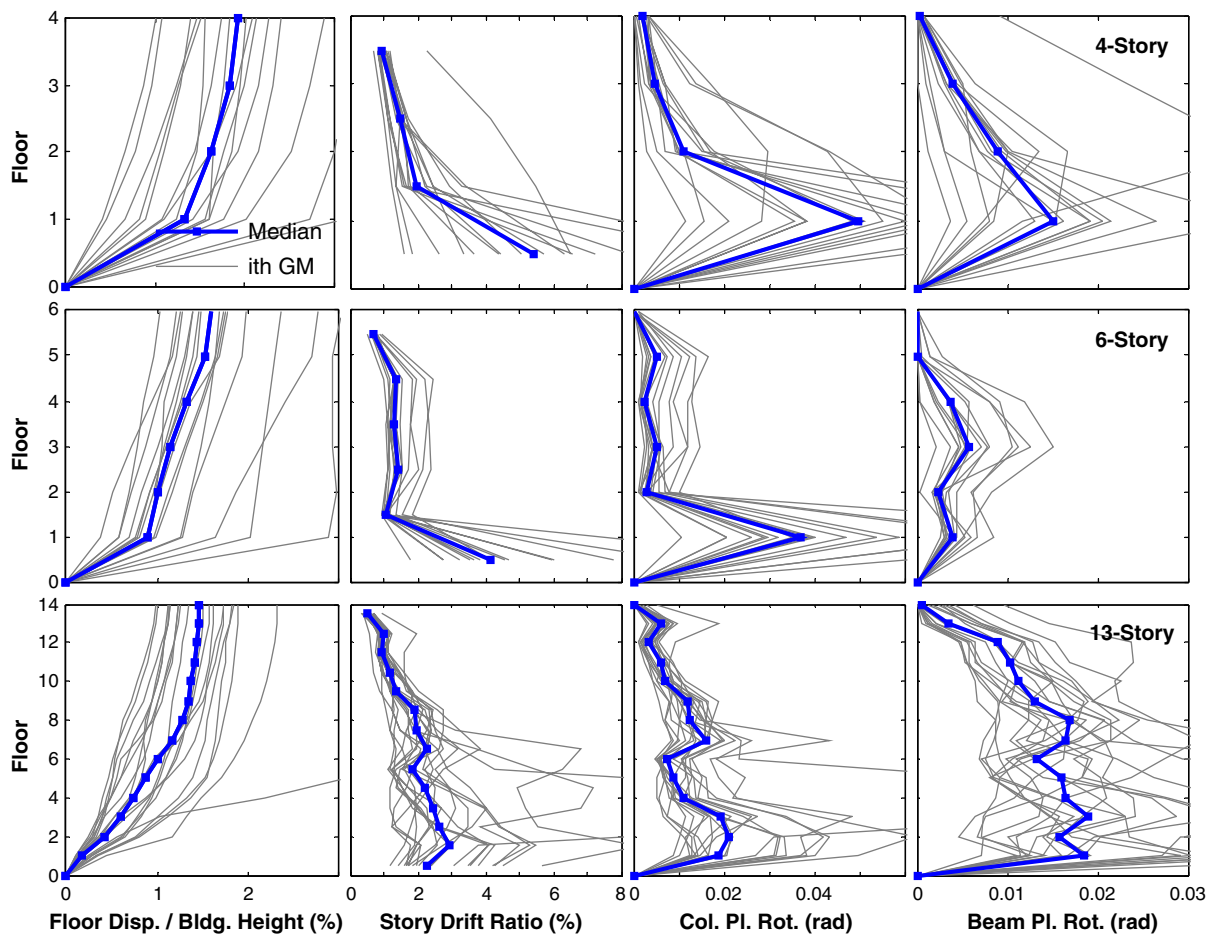 4
3
2
1
0
Floor
Median
ith GM
4-Story
6
5
4
3
2
1
0
Floor
6-Story
14
12
10
8
6
4
2
0
Floor
13-Story
0 1 2
0 2 4 6 8
0 0.02 0.04
0 0.01 0.02 0.03
Floor Disp. / Bldg. Height (%)
Story Drift Ratio (%)
Col. Pl. Rot. (rad)
Beam Pl. Rot. (rad)